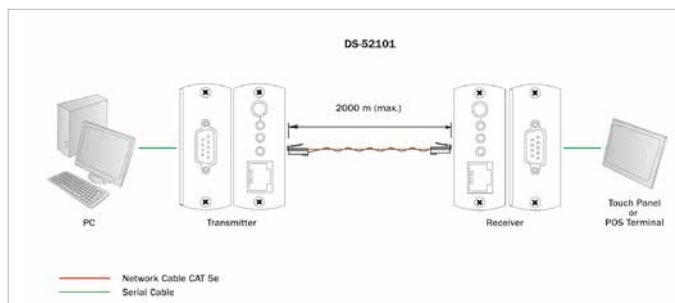 DS-52101
2000 m (max.)
PC
Transmitter
Receiver
Touch Panel
or
POS Terminal
Network Cable CAT 5e
Serial Cable